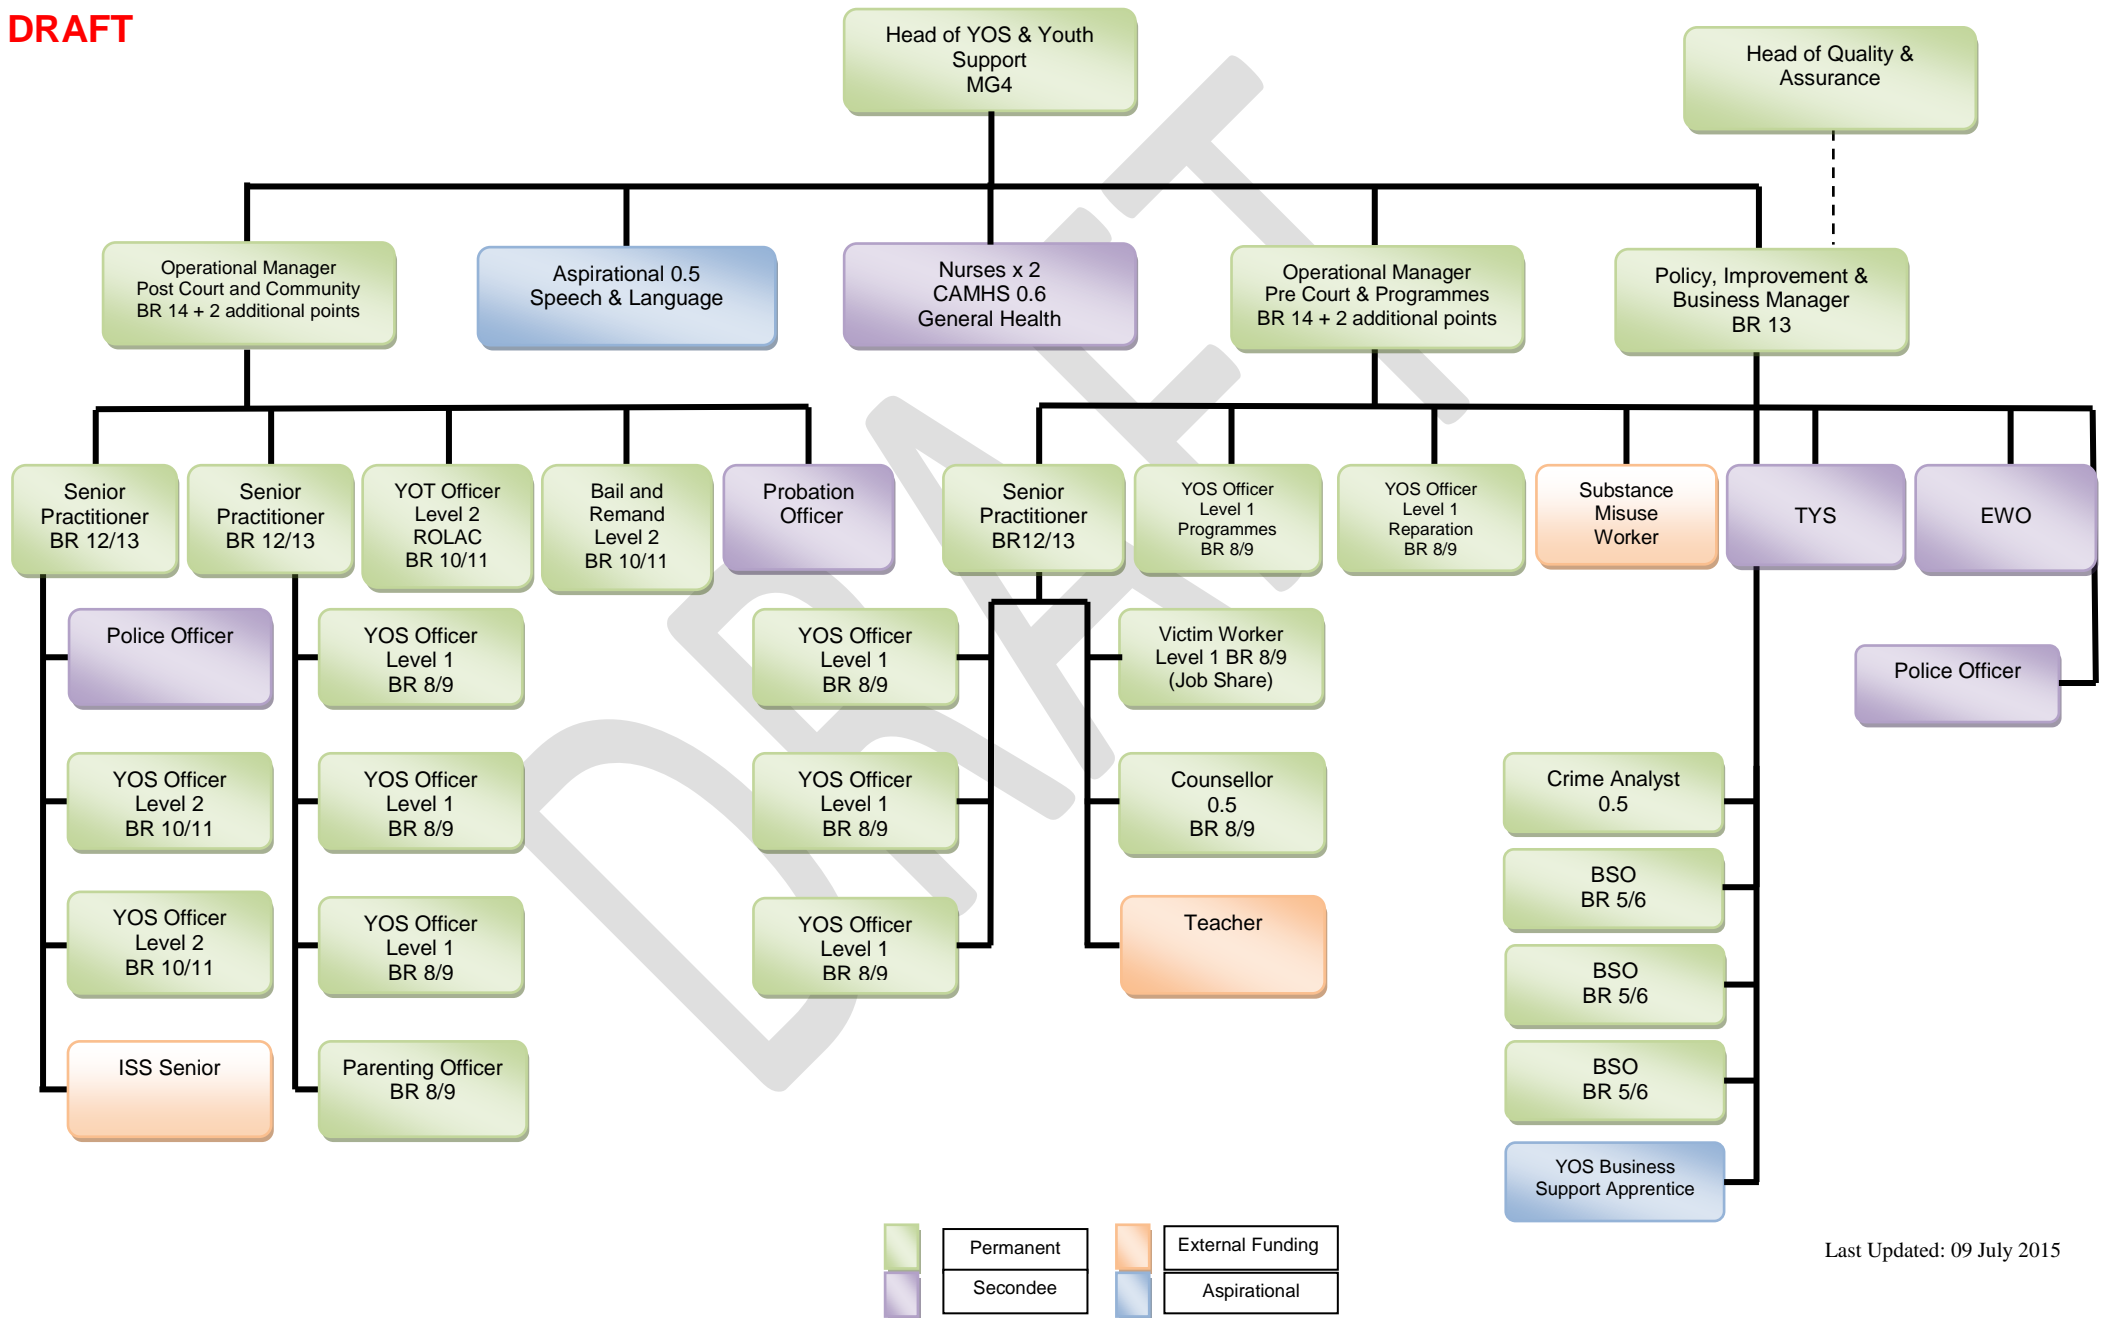 DRAFT
Head of YOS & Youth
Support
MG4
Head of Quality &
Assurance
Operational Manager
Post Court and Community
BR 14 + 2 additional points
Aspirational 0.5
Speech & Language
Nurses x 2
CAMHS 0.6
General Health
Operational Manager
Pre Court & Programmes
BR 14 + 2 additional points
Policy, Improvement &
Business Manager
BR 13
Senior
Practitioner
BR 12/13
Senior
Practitioner
BR 12/13
YOT Officer
Level 2
ROLAC
BR 10/11
Bail and
Remand
Level 2
BR 10/11
Probation
Officer
Senior
Practitioner
BR12/13
YOS Officer
Level 1
Programmes
BR 8/9
YOS Officer
Level 1
Reparation
BR 8/9
Substance
Misuse
Worker
TYS
EWO
Police Officer
YOS Officer
Level 1
BR 8/9
YOS Officer
Level 1
BR 8/9
Victim Worker
Level 1 BR 8/9
(Job Share)
Police Officer
YOS Officer
Level 2
BR 10/11
YOS Officer
Level 1
BR 8/9
YOS Officer
Level 1
BR 8/9
Counsellor
0.5
BR 8/9
Crime Analyst
0.5
BSO
BR 5/6
YOS Officer
Level 2
BR 10/11
YOS Officer
Level 1
BR 8/9
YOS Officer
Level 1
BR 8/9
Teacher
BSO
BR 5/6
ISS Senior
Parenting Officer
BR 8/9
BSO
BR 5/6
YOS Business
Support Apprentice
Permanent
External Funding
Secondee
Aspirational
Last Updated: 09 July 2015
DRAFT